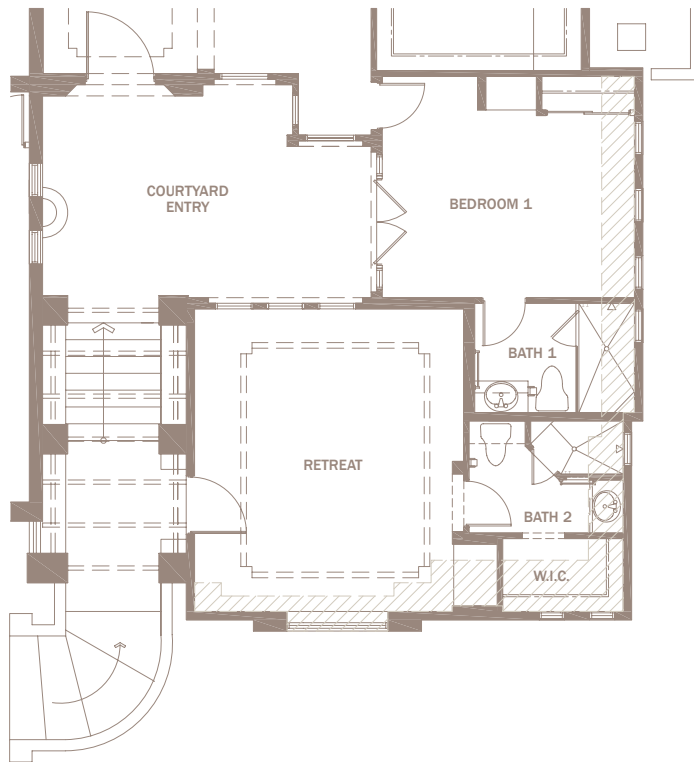 COURTYARD
ENTRY
BEDROOM 1
BATH 1
RETREAT
BATH 2
W.I.C.